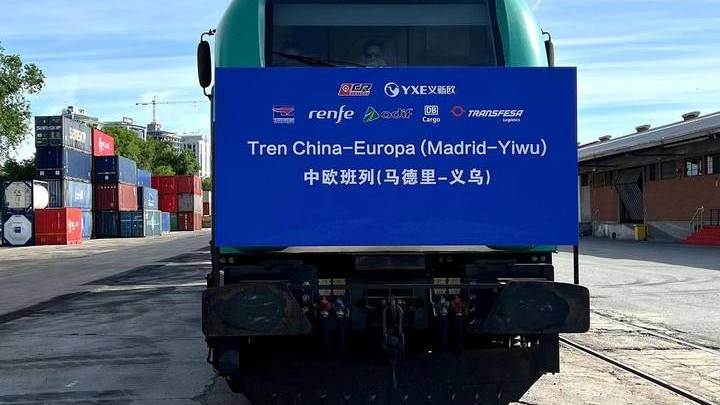 CR YXE义新欧
renfe adif DB Cargo TRANSFESA Logistics
Tren China-Europa (Madrid-Yiwu)
中欧班列(马德里-义乌)